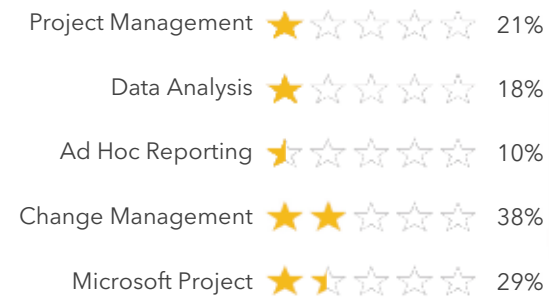 Project Management 21%
Data Analysis 18%
Ad Hoc Reporting 10%
Change Management 38%
Microsoft Project 29%